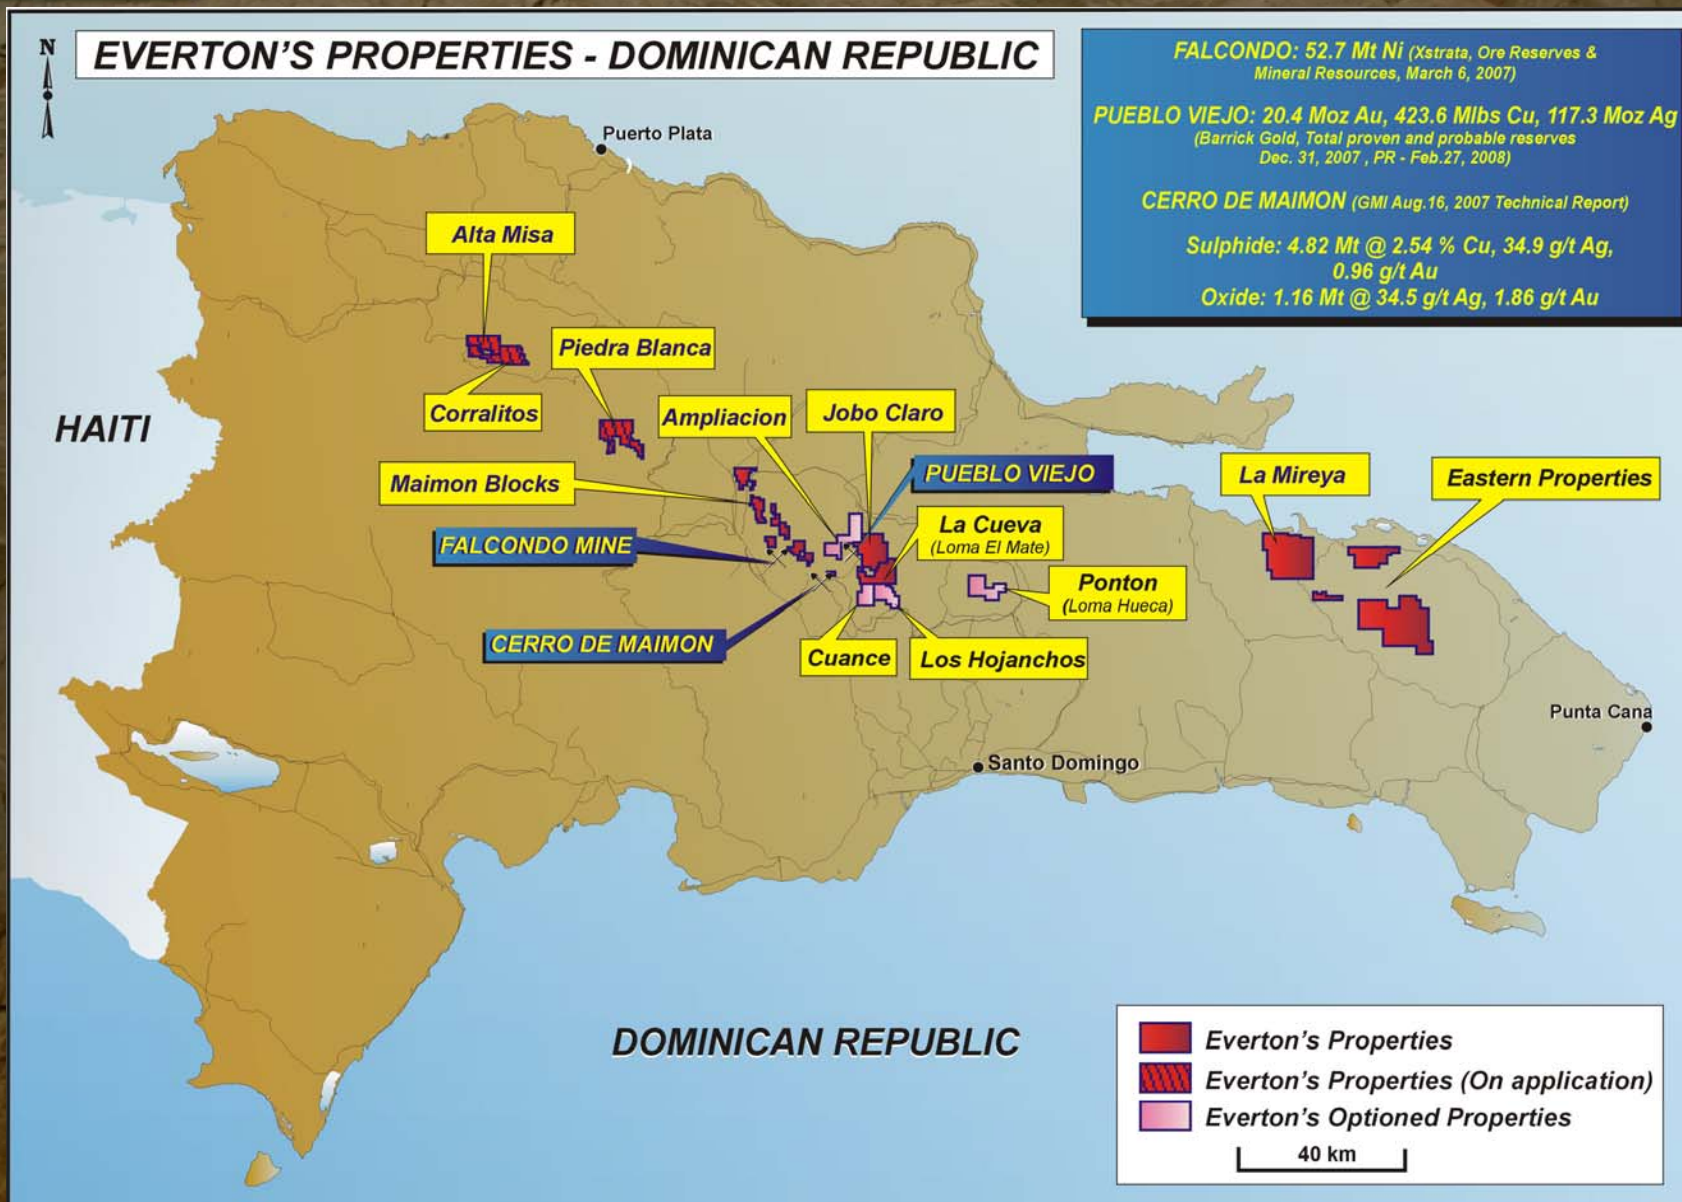 N
EVERTON'S PROPERTIES - DOMINICAN REPUBLIC
FALCONDO: 52.7 Mt Ni (Xstrata, Ore Reserves &
Mineral Resources, March 6, 2007)
PUEBLO VIEJO: 20.4 Moz Au, 423.6 Mlbs Cu, 117.3 Moz Ag
(Barrick Gold, Total proven and probable reserves
Dec. 31, 2007 , PR - Feb.27, 2008)
CERRO DE MAIMON (GMI Aug.16, 2007 Technical Report)
Sulphide: 4.82 Mt @ 2.54 % Cu, 34.9 g/t Ag,
0.96 g/t Au
Oxide: 1.16 Mt @ 34.5 g/t Ag, 1.86 g/t Au
Puerto Plata
Alta Misa
Piedra Blanca
Corralitos
Ampliacion
Jobo Claro
HAITI
Maimon Blocks
PUEBLO VIEJO
La Mireya
Eastern Properties
La Cueva
(Loma El Mate)
FALCONDO MINE
Ponton
(Loma Hueca)
CERRO DE MAIMON
Cuance
Los Hojanchos
Punta Cana
Santo Domingo
DOMINICAN REPUBLIC
Everton's Properties
Everton's Properties (On application)
Everton's Optioned Properties
40 km